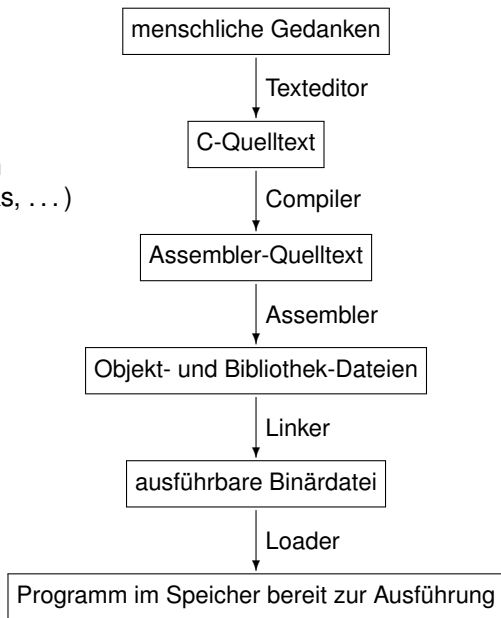 menschliche Gedanken
Texteditor
C-Quelltext
s, ...)
Compiler
Assembler-Quelltext
Assembler
Objekt- und Bibliothek-Dateien
Linker
ausführbare Binärdatei
Loader
Programm im Speicher bereit zur Ausführung